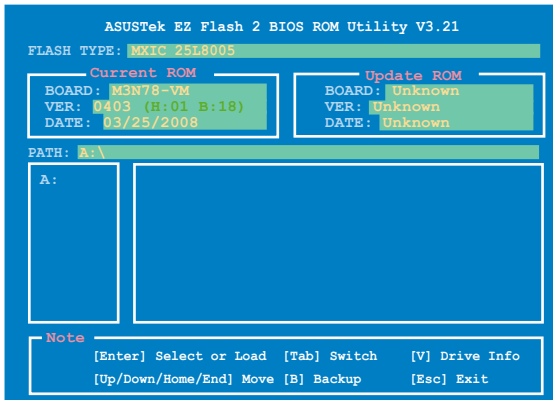 ASUSTek EZ Flash 2 BIOS ROM Utility V3.21
FLASH TYPE: MXIC 25L8005
Current ROM
BOARD: M3N78-VM
VER: 0403 (H:01 B:18)
DATE: 03/25/2008
Update ROM
BOARD: Unknown
VER: Unknown
DATE: Unknown
PATH: A:\
A:
Note
[Enter] Select or Load [Tab] Switch [V] Drive Info
[Up/Down/Home/End] Move [B] Backup [Esc] Exit